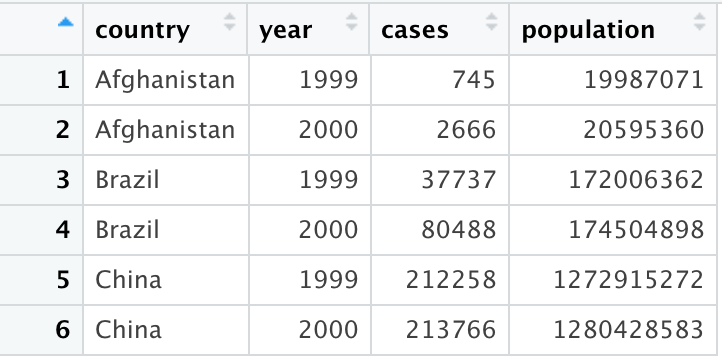 country year cases population
1 Afghanistan 1999 745 19987071
2 Afghanistan 2000 2666 20595360
3 Brazil 1999 37737 172006362
4 Brazil 2000 80488 174504898
5 China 1999 212258 1272915272
6 China 2000 213766 1280428583